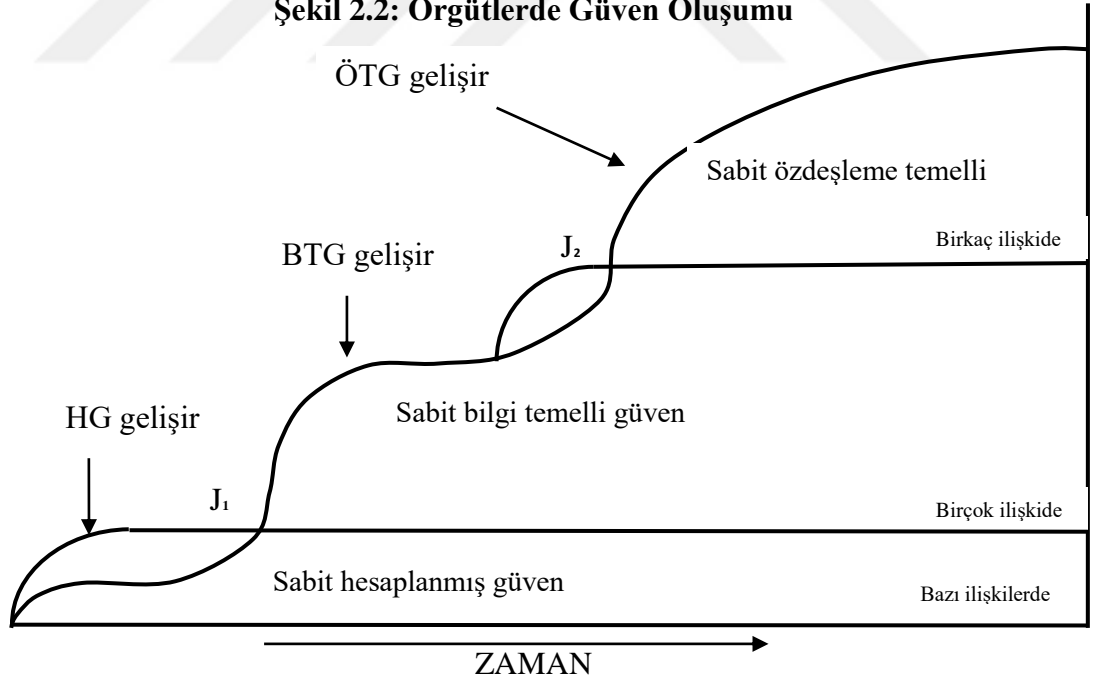 Şekil 2.2: Örgütlerde Güven Oluşumu
ÖTG gelişir
Sabit özdeşleme temelli
Birkaç ilişkide
J₂
BTG gelişir
Sabit bilgi temelli güven
HG gelişir
J₁
Birçok ilişkide
Sabit hesaplanmış güven
Bazı ilişkilerde
ZAMAN